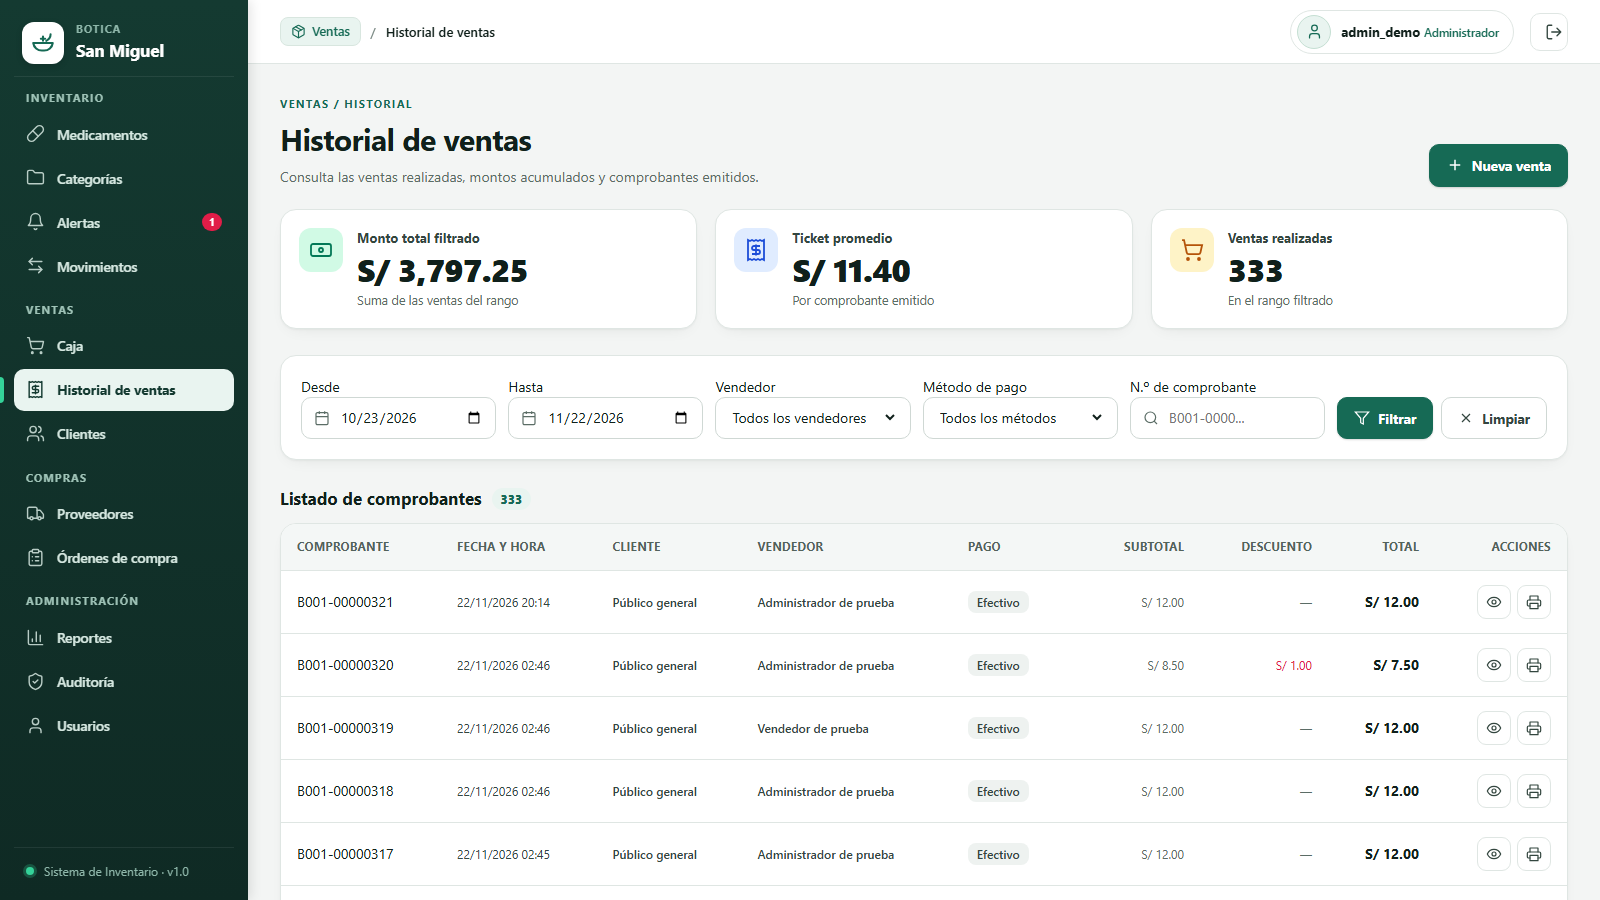 BOTICA
San Miguel
INVENTARIO
Medicamentos
Categorías
Alertas 1
Movimientos
VENTAS
Caja
Historial de ventas
Clientes
COMPRAS
Proveedores
Órdenes de compra
ADMINISTRACIÓN
Reportes
Auditoría
Usuarios
Sistema de Inventario · v1.0
Ventas / Historial de ventas
admin_demo Administrador
VENTAS / HISTORIAL
Historial de ventas
Consulta las ventas realizadas, montos acumulados y comprobantes emitidos.
+ Nueva venta
Monto total filtrado
S/ 3,797.25
Suma de las ventas del rango
Ticket promedio
S/ 11.40
Por comprobante emitido
Ventas realizadas
333
En el rango filtrado
Desde Hasta Vendedor Método de pago N.º de comprobante
10/23/2026 11/22/2026 Todos los vendedores Todos los métodos B001-0000... Filtrar Limpiar
Listado de comprobantes 333
COMPROBANTE FECHA Y HORA CLIENTE VENDEDOR PAGO SUBTOTAL DESCUENTO TOTAL ACCIONES
B001-00000321 22/11/2026 20:14 Público general Administrador de prueba Efectivo S/ 12.00 — S/ 12.00
B001-00000320 22/11/2026 02:46 Público general Administrador de prueba Efectivo S/ 8.50 S/ 1.00 S/ 7.50
B001-00000319 22/11/2026 02:46 Público general Vendedor de prueba Efectivo S/ 12.00 — S/ 12.00
B001-00000318 22/11/2026 02:46 Público general Administrador de prueba Efectivo S/ 12.00 — S/ 12.00
B001-00000317 22/11/2026 02:45 Público general Administrador de prueba Efectivo S/ 12.00 — S/ 12.00